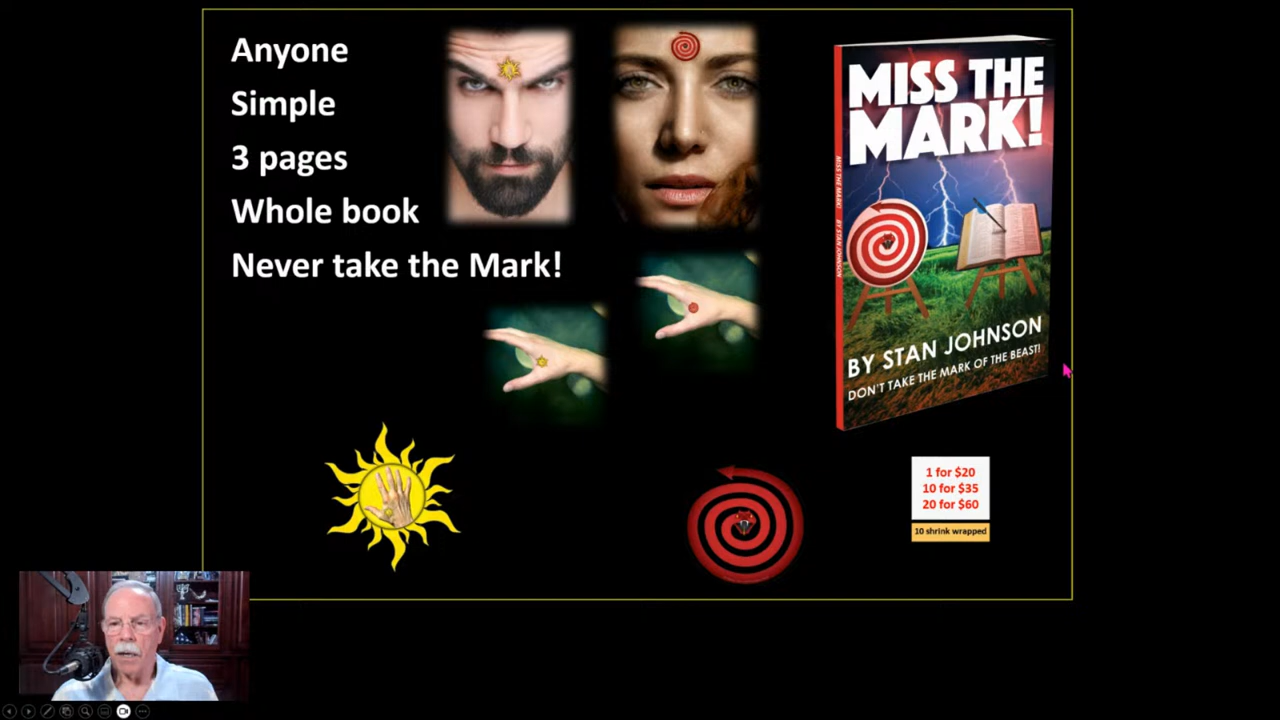 Anyone
Simple
3 pages
Whole book
Never take the Mark!
MISS THE
MARK!
MISS THE MARK! BY STAN JOHNSON
BY STAN JOHNSON
DON'T TAKE THE MARK OF THE BEAST!
1 for $20
10 for $35
20 for $60
10 shrink wrapped